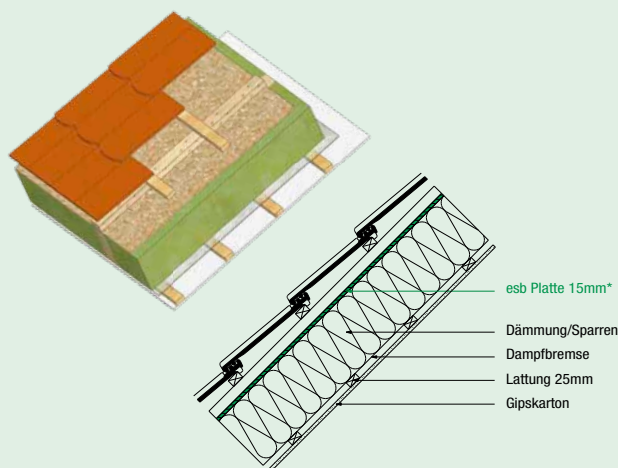 esb Platte 15mm*
Dämmung/Sparren
Dampfbremse
Lattung 25mm
Gipskarton